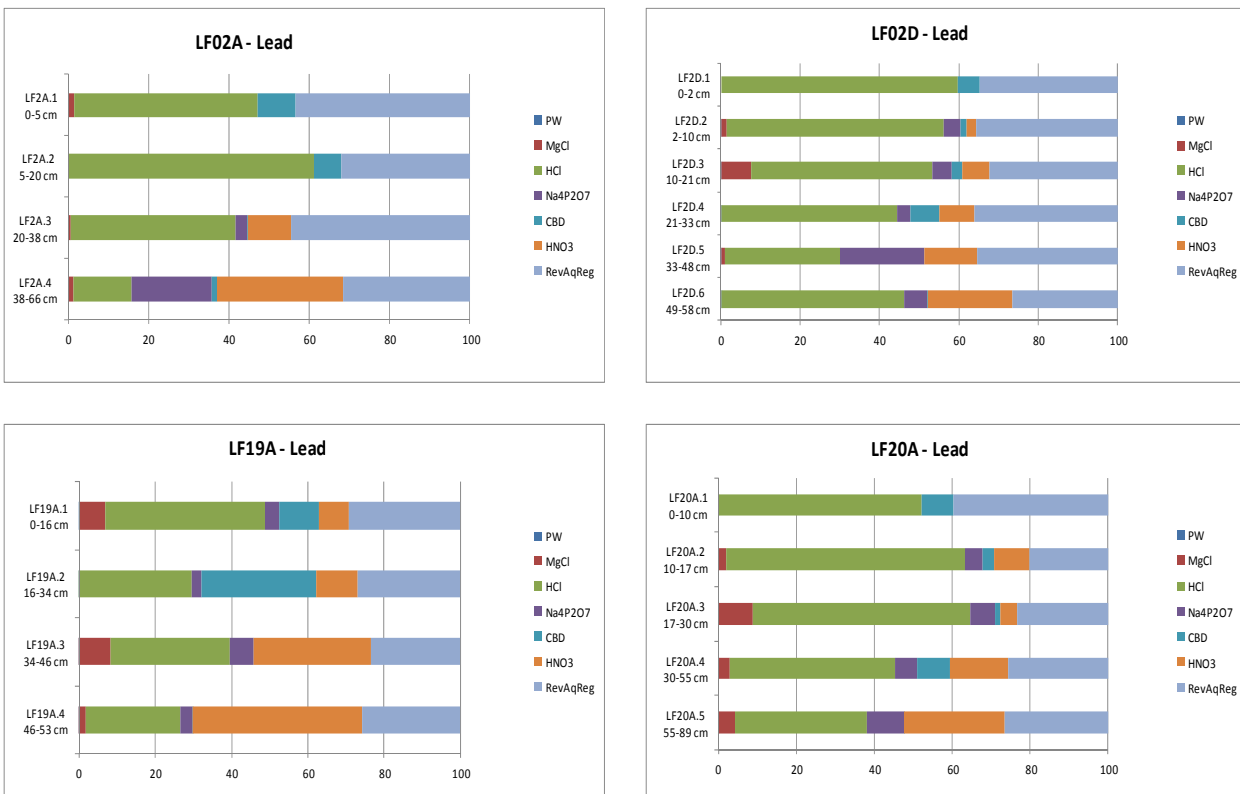 LF02A - Lead
LF2A.1
0-5 cm
LF2A.2
5-20 cm
LF2A.3
20-38 cm
LF2A.4
38-66 cm
0 20 40 60 80 100
PW
MgCl
HCl
Na4P2O7
CBD
HNO3
RevAqReg
LF02D - Lead
LF2D.1
0-2 cm
LF2D.2
2-10 cm
LF2D.3
10-21 cm
LF2D.4
21-33 cm
LF2D.5
33-48 cm
LF2D.6
49-58 cm
0 20 40 60 80 100
PW
MgCl
HCl
Na4P2O7
CBD
HNO3
RevAqReg
LF19A - Lead
LF19A.1
0-16 cm
LF19A.2
16-34 cm
LF19A.3
34-46 cm
LF19A.4
46-53 cm
0 20 40 60 80 100
PW
MgCl
HCl
Na4P2O7
CBD
HNO3
RevAqReg
LF20A - Lead
LF20A.1
0-10 cm
LF20A.2
10-17 cm
LF20A.3
17-30 cm
LF20A.4
30-55 cm
LF20A.5
55-89 cm
0 20 40 60 80 100
PW
MgCl
HCl
Na4P2O7
CBD
HNO3
RevAqReg